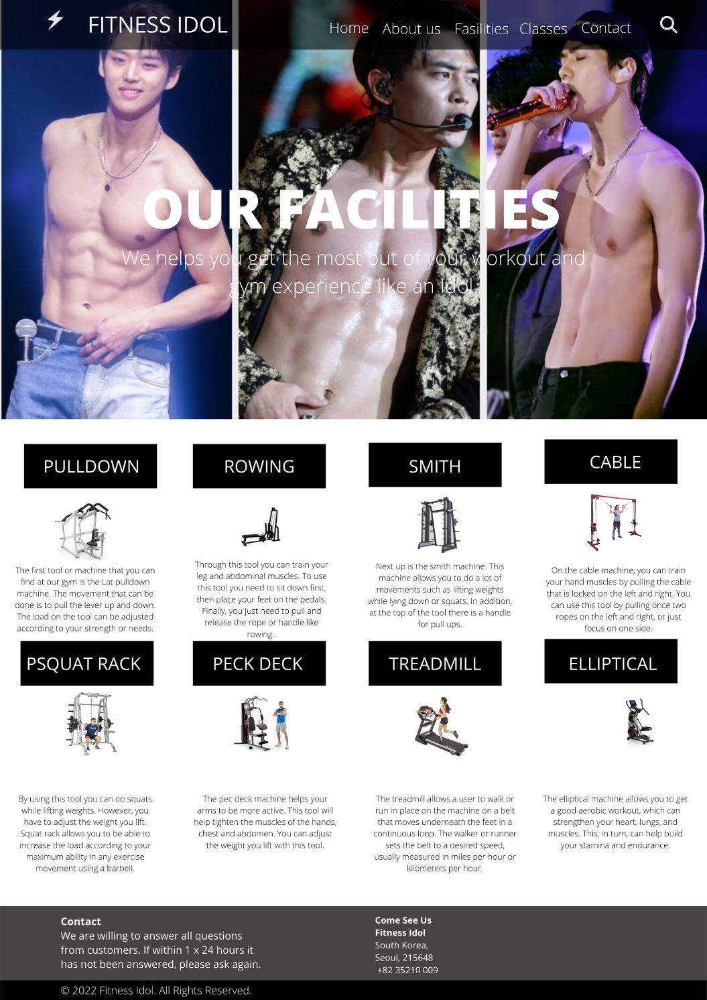 FITNESS IDOL
Home About us Fasilities Classes Contact
OUR FACILITIES
We helps you get the most out of your workout and
gym experience like an Idol.
PULLDOWN
The first tool or machine that you can
find at our gym is the Lat pulldown
machine. The movement that can be
done is to pull the lever up and down.
The load on the tool can be adjusted
according to your strength or needs.
ROWING
Through this tool you can train your
leg and abdominal muscles. To use
this tool you need to sit down first,
then place your feet on the pedals.
Finally, you just need to pull and
release the rope or handle like
rowing..
SMITH
Next up is the smith machine. This
machine allows you to do a lot of
movements such as lifting weights
while lying down or squats. In addition,
at the top of the tool there is a handle
for pull ups.
CABLE
On the cable machine, you can train
your hand muscles by pulling the cable
that is locked on the left and right. You
can use this tool by pulling once two
ropes on the left and right, or just
focus on one side.
PSQUAT RACK
By using this tool you can do squats
while lifting weights. However, you
have to adjust the weight you lift.
Squat rack allows you to be able to
increase the load according to your
maximum ability in any exercise
movement using a barbell.
PECK DECK
The pec deck machine helps your
arms to be more active. This tool will
help tighten the muscles of the hands,
chest and abdomen. You can adjust
the weight you lift with this tool.
TREADMILL
The treadmill allows a user to walk or
run in place on the machine on a belt
that moves underneath the feet in a
continuous loop. The walker or runner
sets the belt to a desired speed,
usually measured in miles per hour or
kilometers per hour.
ELLIPTICAL
The elliptical machine allows you to get
a good aerobic workout, which can
strengthen your heart, lungs, and
muscles. This, in turn, can help build
your stamina and endurance.
Contact
We are willing to answer all questions
from customers. If within 1 x 24 hours it
has not been answered, please ask again.
Come See Us
Fitness Idol
South Korea,
Seoul, 215648
+82 35210 009
© 2022 Fitness Idol. All Rights Reserved.